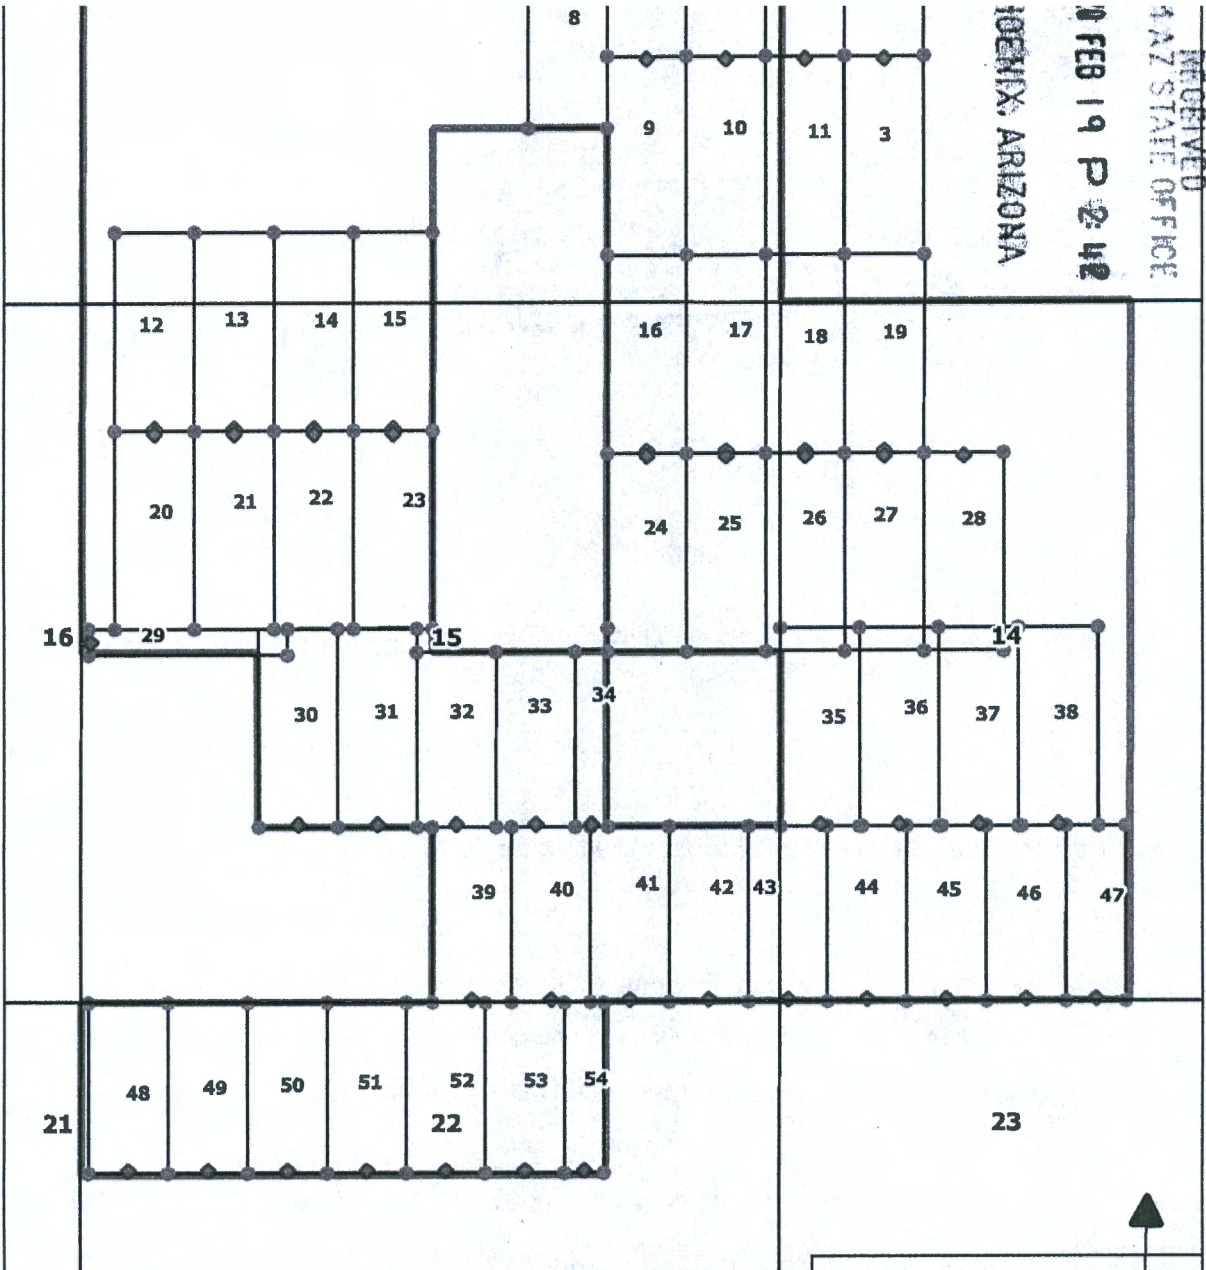 8
9 10 11 3
12 13 14 15 16 17 18 19
20 21 22 23 24 25 26 27 28
16 29 15 14
30 31 32 33 34 35 36 37 38
39 40 41 42 43 44 45 46 47
48 49 50 51 52 53 54
21 22 23
RECEIVED
AZ STATE OFFICE
FEB 19 P 2:42
ARIZONA